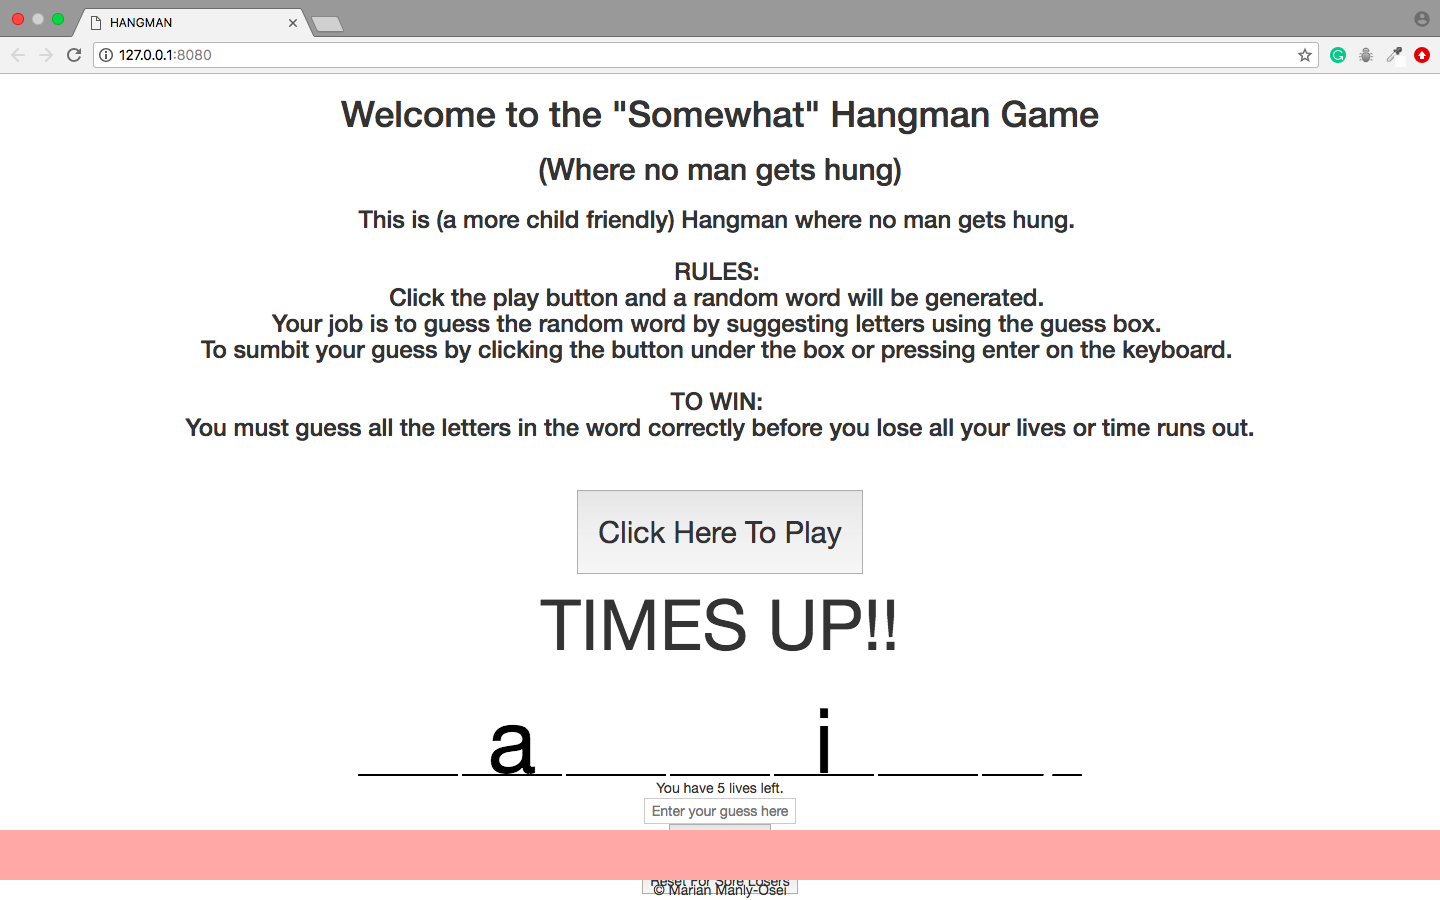 HANGMAN
127.0.0.1:8080
Welcome to the "Somewhat" Hangman Game
(Where no man gets hung)
This is (a more child friendly) Hangman where no man gets hung.
RULES:
Click the play button and a random word will be generated.
Your job is to guess the random word by suggesting letters using the guess box.
To sumbit your guess by clicking the button under the box or pressing enter on the keyboard.
TO WIN:
You must guess all the letters in the word correctly before you lose all your lives or time runs out.
Click Here To Play
TIMES UP!!
a i
You have 5 lives left.
Enter your guess here
Reset For Sore Losers
© Marian Manly-Osei